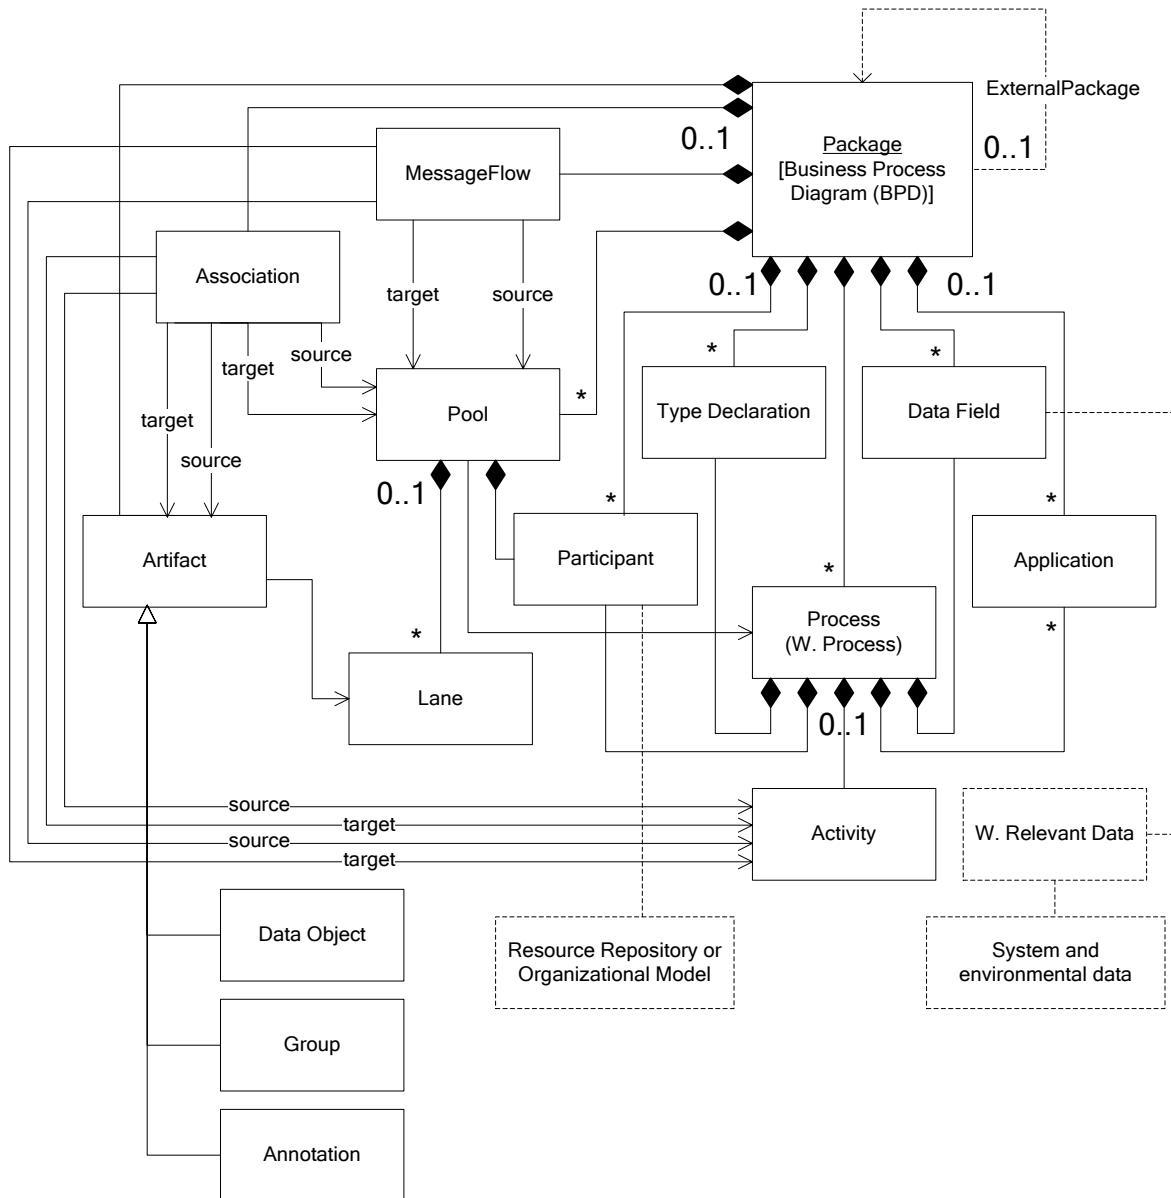 ExternalPackage
0..1
Package
[Business Process
Diagram (BPD)]
0..1
MessageFlow
Association
target
source
0..1
0..1
source
target
*
*
*
Type Declaration
Data Field
Pool
target
source
0..1
*
*
Participant
Artifact
Application
*
*
*
Process
(W. Process)
Lane
0..1
source
target
source
target
Activity
W. Relevant Data
Data Object
Resource Repository or
Organizational Model
System and
environmental data
Group
Annotation